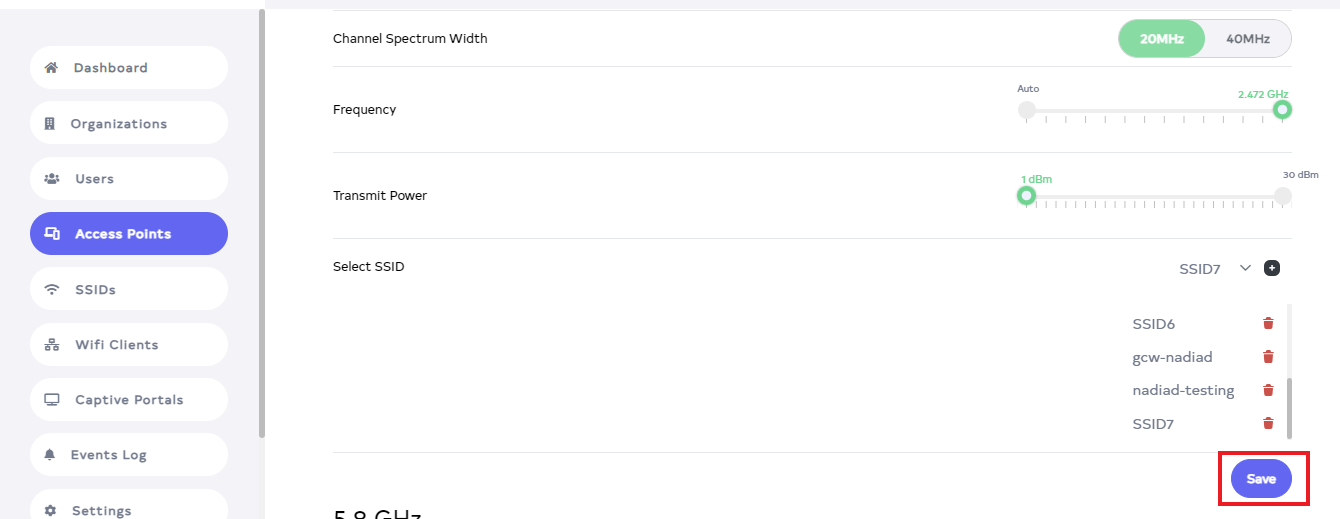 Dashboard
Organizations
Users
Access Points
SSIDs
Wifi Clients
Captive Portals
Events Log
Settings
Channel Spectrum Width
20MHz 40MHz
Frequency
Auto
2.472 GHz
Transmit Power
1 dBm
30 dBm
Select SSID
SSID7
SSID6
gcw-nadiad
nadiad-testing
SSID7
Save
5.8 GHz